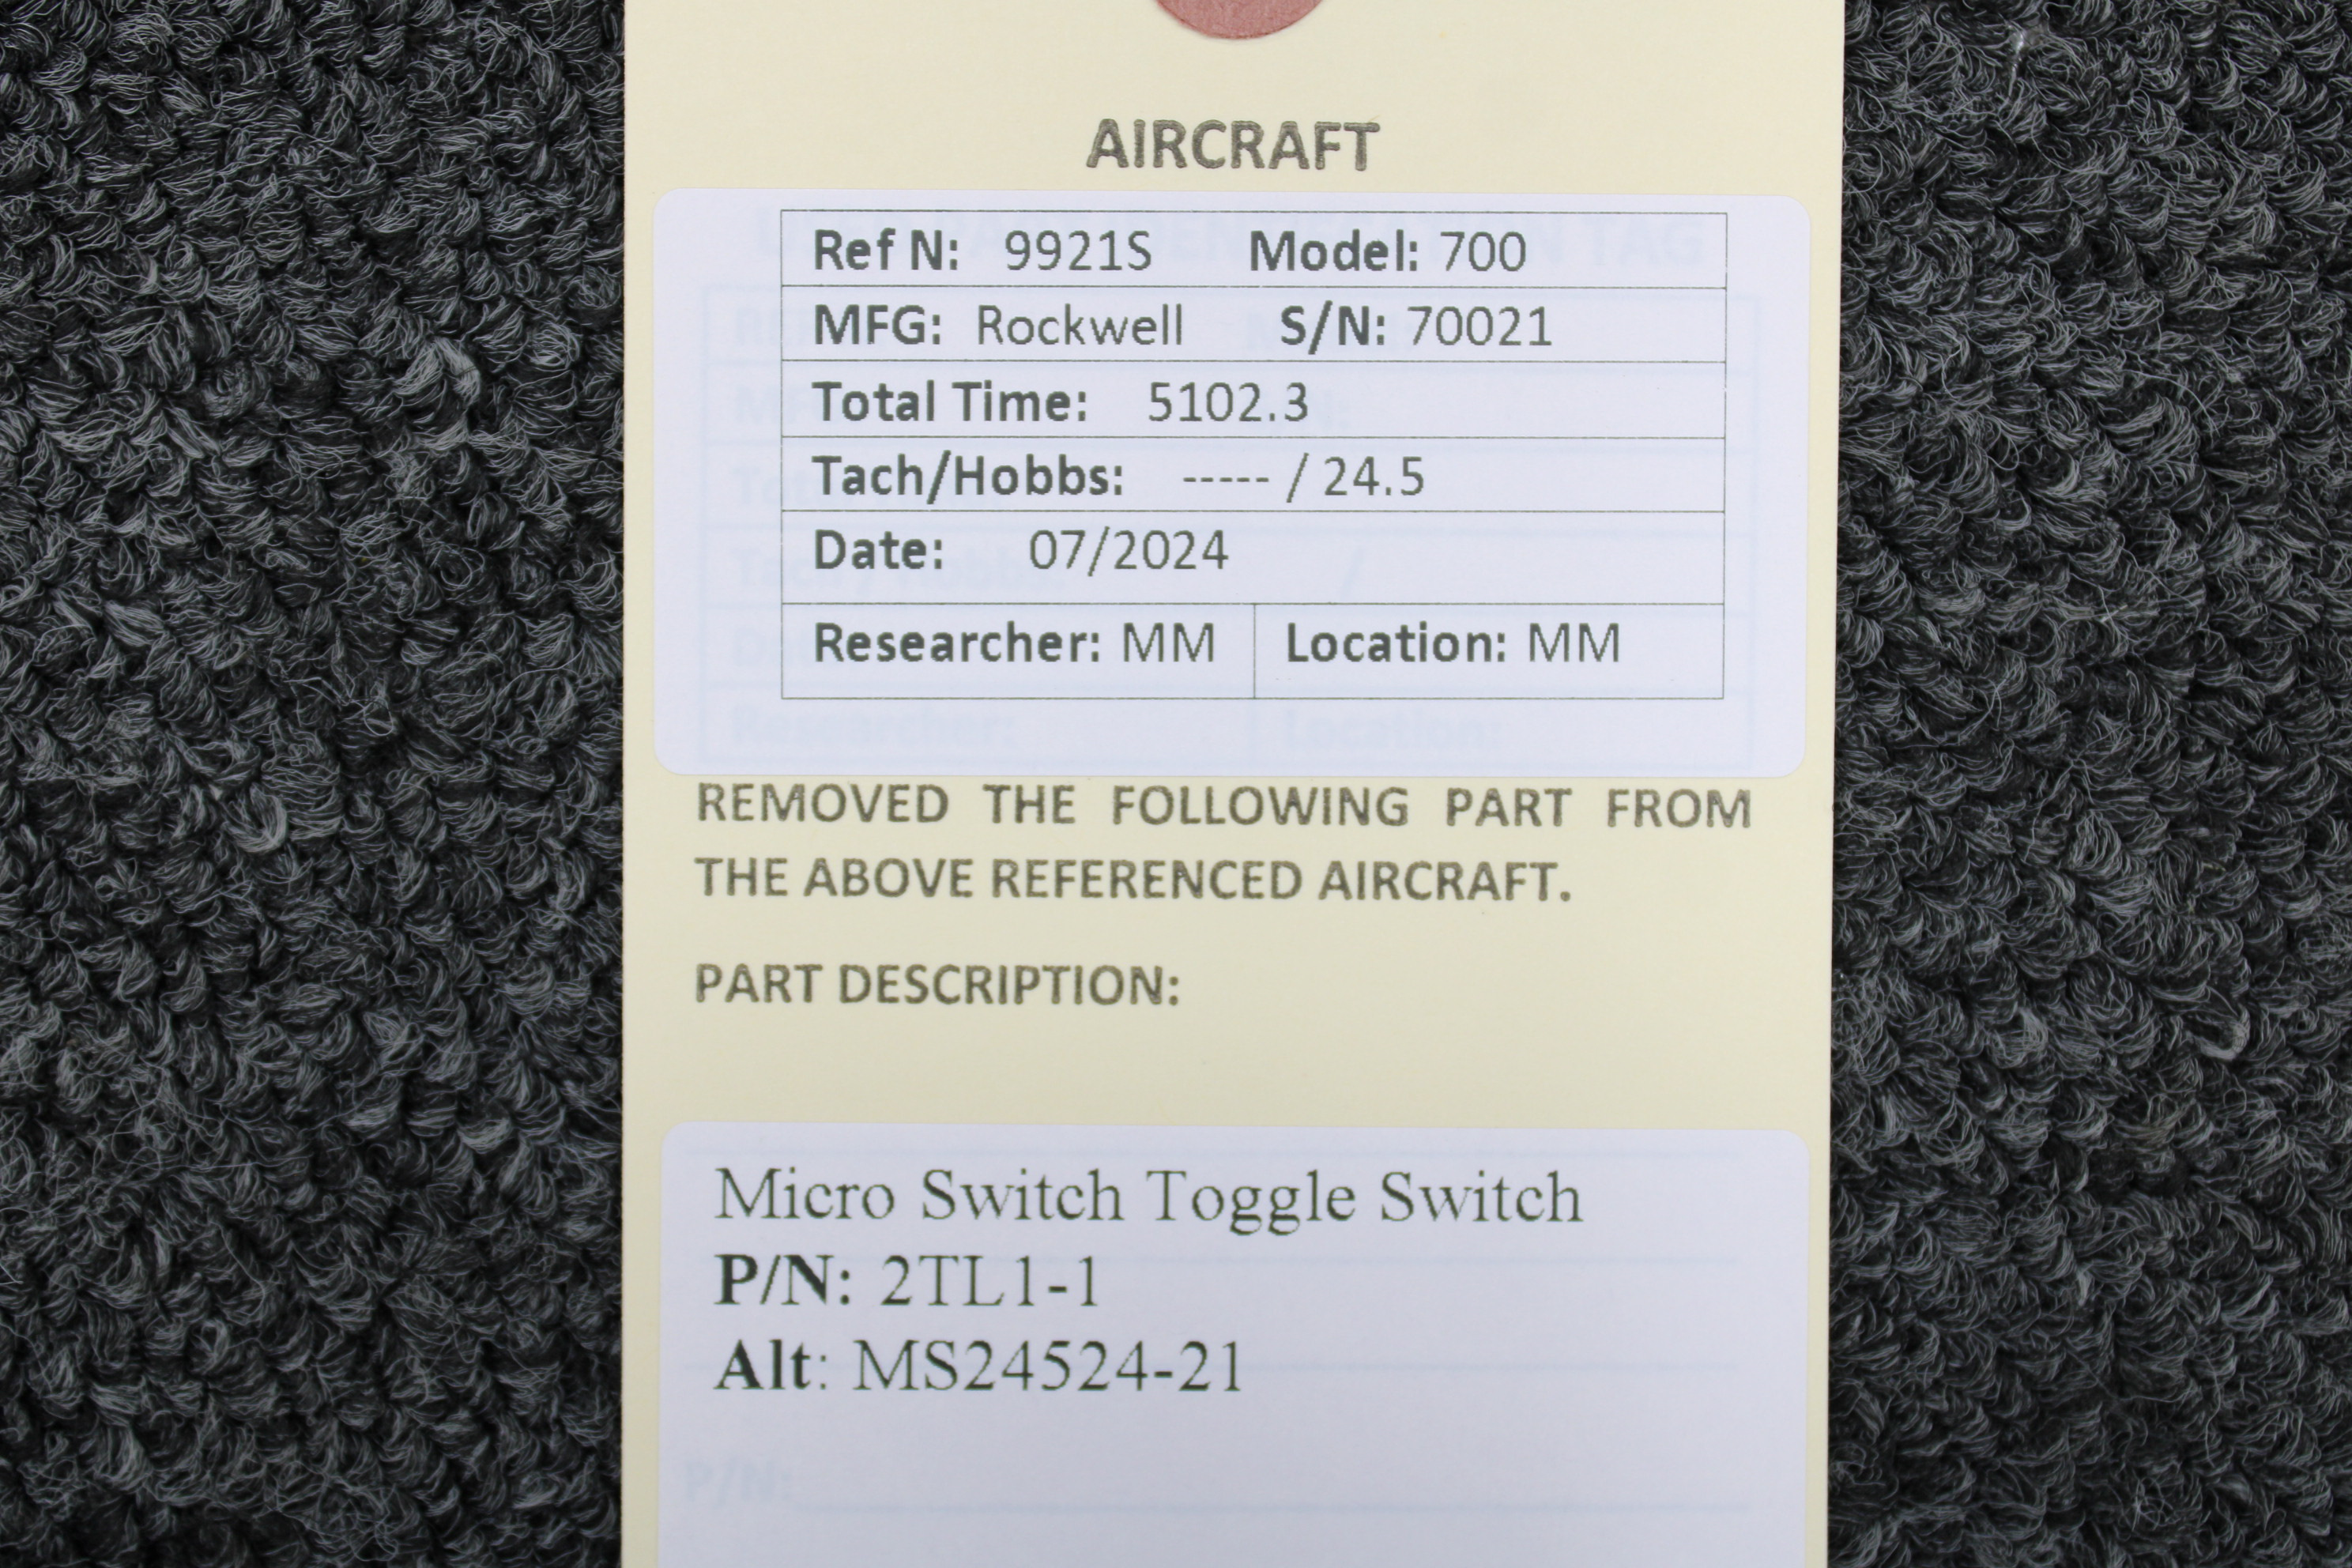 AIRCRAFT
Ref N: 9921S Model: 700
MFG: Rockwell S/N: 70021
Total Time: 5102.3
Tach/Hobbs: ----- / 24.5
Date: 07/2024
Researcher: MM Location: MM
Researcher: Location:
REMOVED THE FOLLOWING PART FROM
THE ABOVE REFERENCED AIRCRAFT.
PART DESCRIPTION:
Micro Switch Toggle Switch
P/N: 2TL1-1
Alt: MS24524-21
P/N: